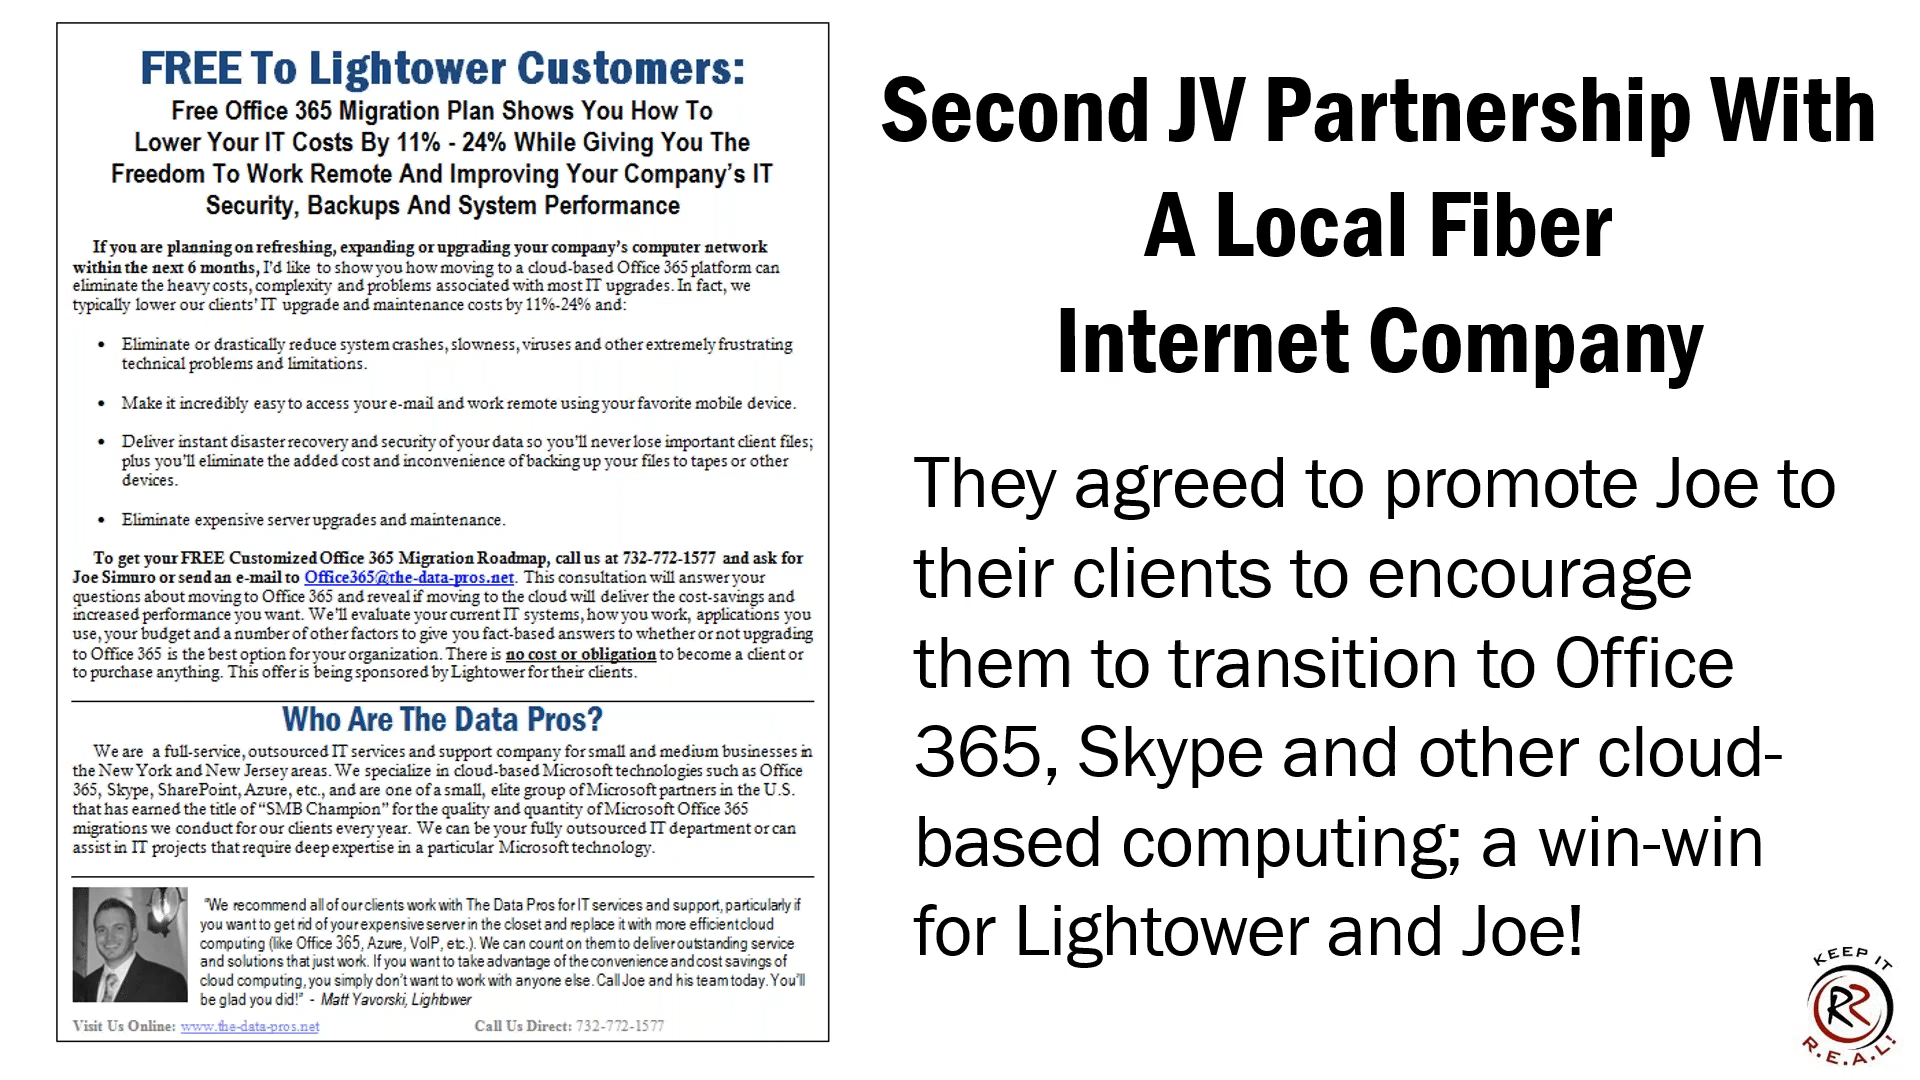 FREE To Lightower Customers:
Free Office 365 Migration Plan Shows You How To
Lower Your IT Costs By 11% - 24% While Giving You The
Freedom To Work Remote And Improving Your Company's IT
Security, Backups And System Performance
If you are planning on refreshing, expanding or upgrading your company's computer network
within the next 6 months, I'd like to show you how moving to a cloud-based Office 365 platform can
eliminate the heavy costs, complexity and problems associated with most IT upgrades. In fact, we
typically lower our clients' IT upgrade and maintenance costs by 11%-24% and:
• Eliminate or drastically reduce system crashes, slowness, viruses and other extremely frustrating
technical problems and limitations.
• Make it incredibly easy to access your e-mail and work remote using your favorite mobile device.
• Deliver instant disaster recovery and security of your data so you'll never lose important client files;
plus you'll eliminate the added cost and inconvenience of backing up your files to tapes or other
devices.
• Eliminate expensive server upgrades and maintenance.
To get your FREE Customized Office 365 Migration Roadmap, call us at 732-772-1577 and ask for
Joe Simuro or send an e-mail to Office365@the-data-pros.net. This consultation will answer your
questions about moving to Office 365 and reveal if moving to the cloud will deliver the cost-savings and
increased performance you want. We'll evaluate your current IT systems, how you work, applications you
use, your budget and a number of other factors to give you fact-based answers to whether or not upgrading
to Office 365 is the best option for your organization. There is no cost or obligation to become a client or
to purchase anything. This offer is being sponsored by Lightower for their clients.
Who Are The Data Pros?
We are a full-service, outsourced IT services and support company for small and medium businesses in
the New York and New Jersey areas. We specialize in cloud-based Microsoft technologies such as Office
365, Skype, SharePoint, Azure, etc., and are one of a small, elite group of Microsoft partners in the U.S.
that has earned the title of "SMB Champion" for the quality and quantity of Microsoft Office 365
migrations we conduct for our clients every year. We can be your fully outsourced IT department or can
assist in IT projects that require deep expertise in a particular Microsoft technology.
"We recommend all of our clients work with The Data Pros for IT services and support, particularly if
you want to get rid of your expensive server in the closet and replace it with more efficient cloud
computing (like Office 365, Azure, VoIP, etc.). We can count on them to deliver outstanding service
and solutions that just work. If you want to take advantage of the convenience and cost savings of
cloud computing, you simply don't want to work with anyone else. Call Joe and his team today. You'll
be glad you did!" - Matt Yavorski, Lightower
Visit Us Online: www.the-data-pros.net Call Us Direct: 732-772-1577
Second JV Partnership With
A Local Fiber
Internet Company
They agreed to promote Joe to
their clients to encourage
them to transition to Office
365, Skype and other cloud-
based computing; a win-win
for Lightower and Joe!
KEEP IT
RR
R.E.A.L!